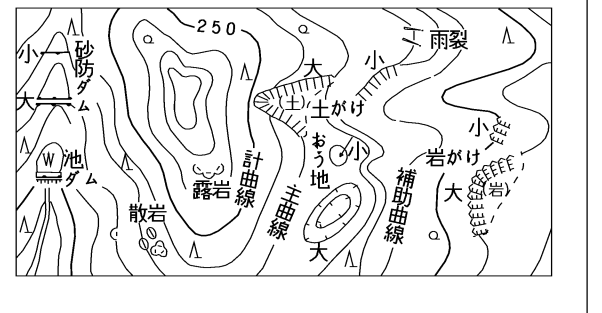 250
小
砂防ダム
大
W
池
ダム
大
小
雨裂
(土)
土がけ
おう地
小
大
計曲線
主曲線
補助曲線
露岩
散岩
小
岩がけ
大
(岩)